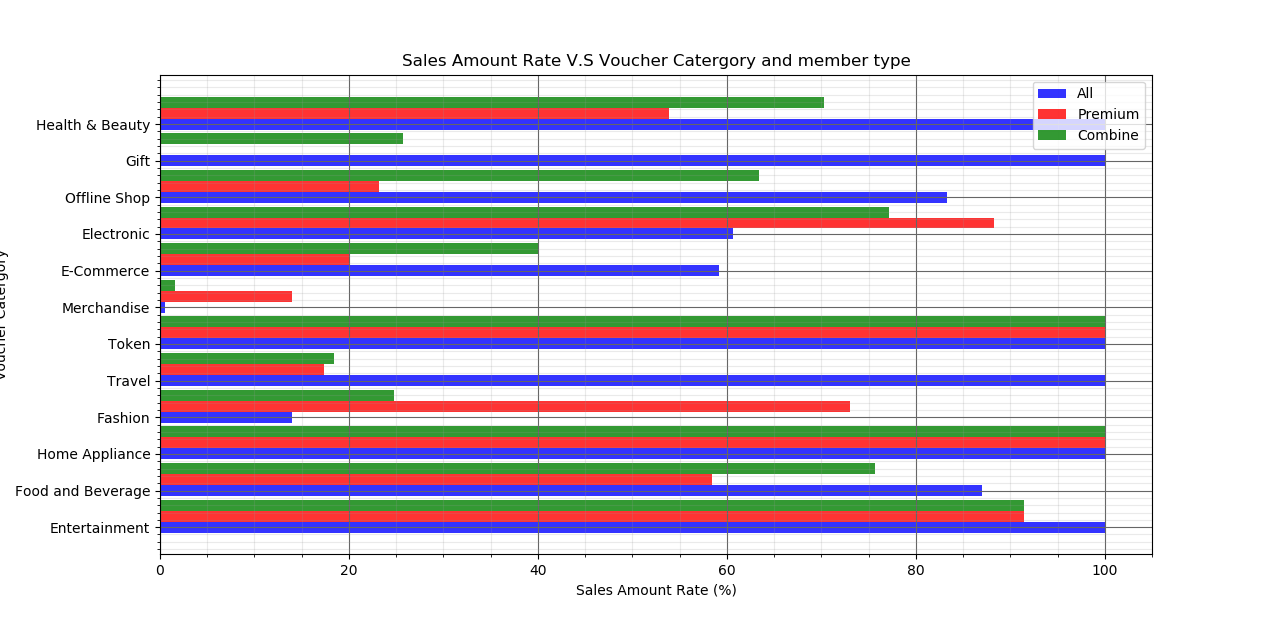 Sales Amount Rate V.S Voucher Catergory and member type
All
Premium
Combine
Health & Beauty
Gift
Offline Shop
Electronic
E-Commerce
Merchandise
Token
Travel
Fashion
Home Appliance
Food and Beverage
Entertainment
Voucher Catergory
0 20 40 60 80 100
Sales Amount Rate (%)